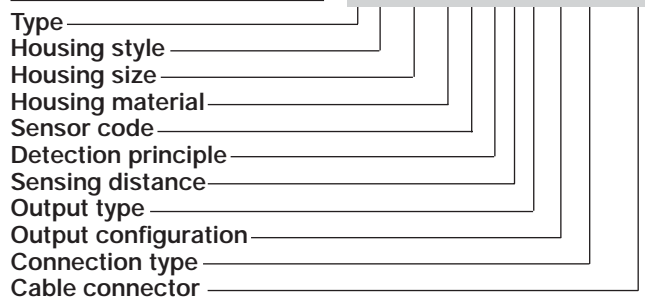 Type
Housing style
Housing size
Housing material
Sensor code
Detection principle
Sensing distance
Output type
Output configuration
Connection type
Cable connector